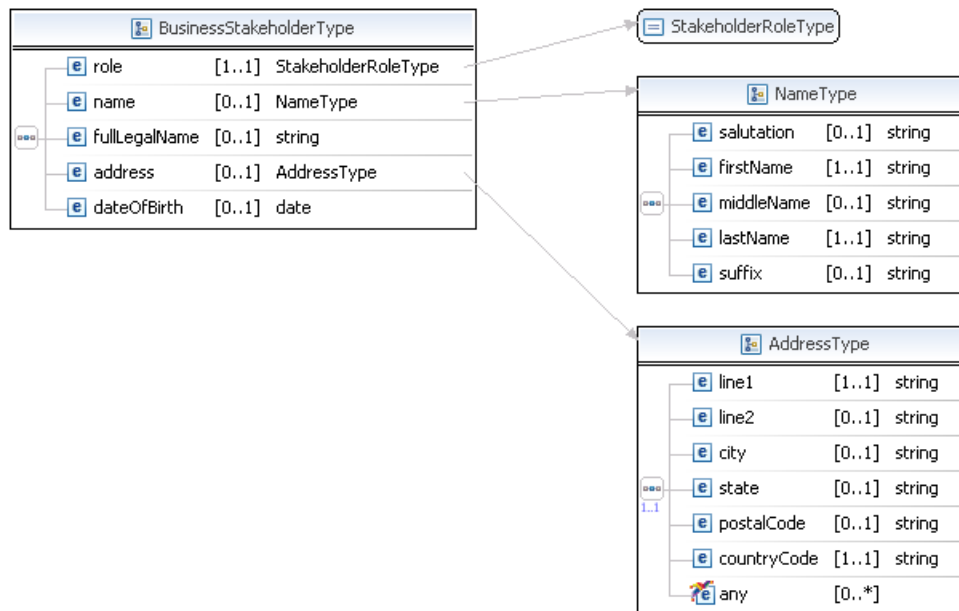 BusinessStakeholderType
e role [1..1] StakeholderRoleType
e name [0..1] NameType
e fullLegalName [0..1] string
e address [0..1] AddressType
e dateOfBirth [0..1] date
StakeholderRoleType
NameType
e salutation [0..1] string
e firstName [1..1] string
e middleName [0..1] string
e lastName [1..1] string
e suffix [0..1] string
AddressType
e line1 [1..1] string
e line2 [0..1] string
e city [0..1] string
e state [0..1] string
1..1
e postalCode [0..1] string
e countryCode [1..1] string
e any [0..*]